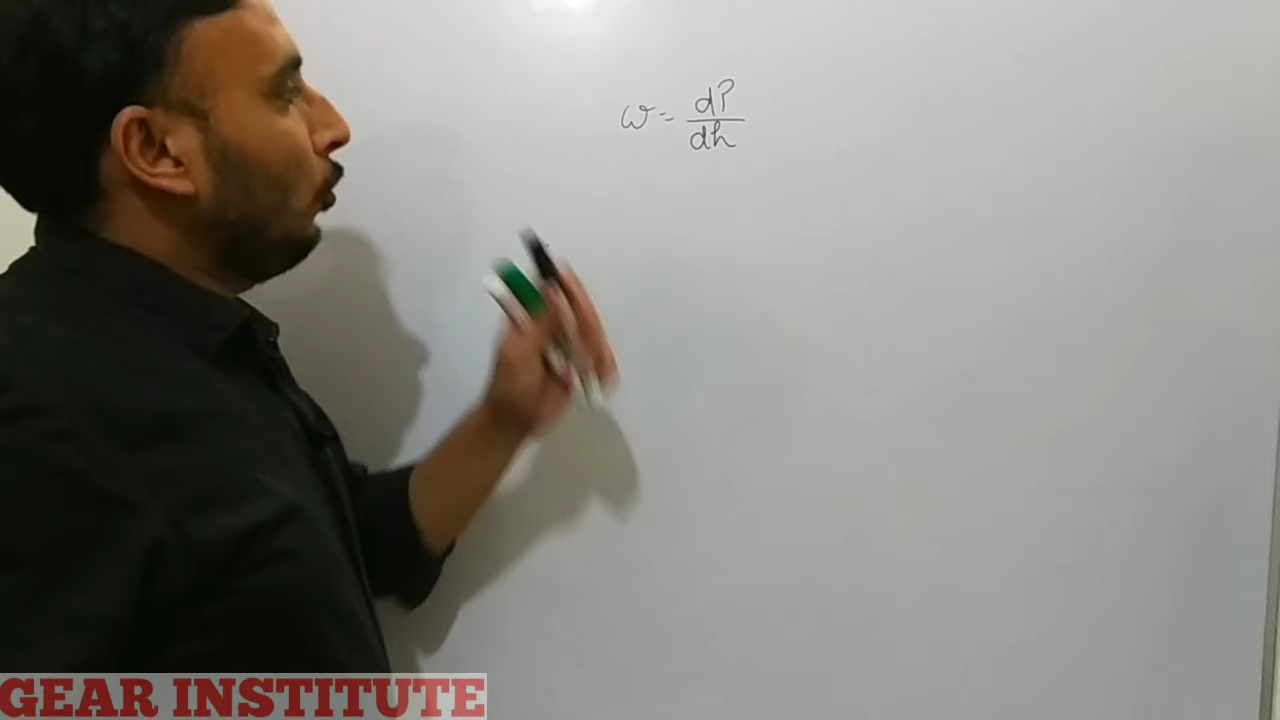 ω = dP/dh
GEAR INSTITUTE